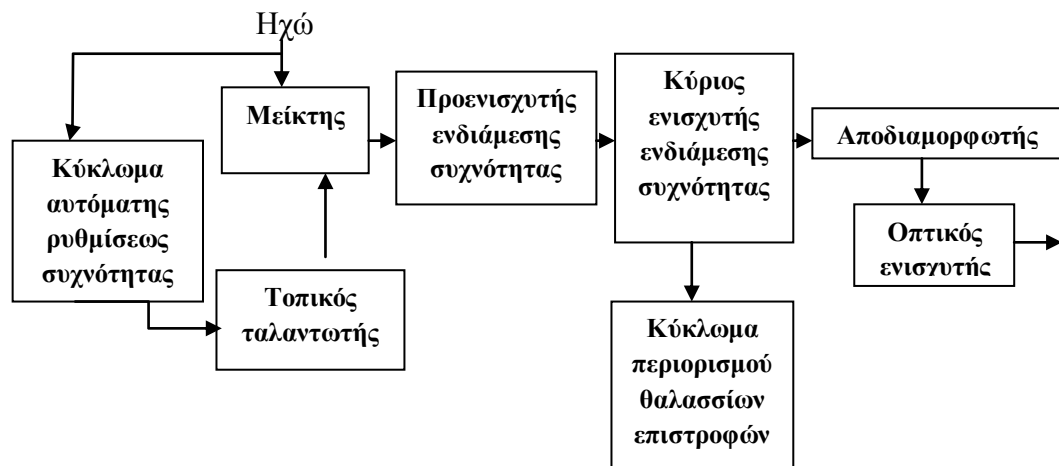 Ηχώ
Μείκτης
Προενισχυτής
ενδιάμεσης
συχνότητας
Κύριος
ενισχυτής
ενδιάμεσης
συχνότητας
Αποδιαμορφωτής
Κύκλωμα
αυτόματης
ρυθμίσεως
συχνότητας
Οπτικός
ενισχυτής
Τοπικός
ταλαντωτής
Κύκλωμα
περιορισμού
θαλασσίων
επιστροφών